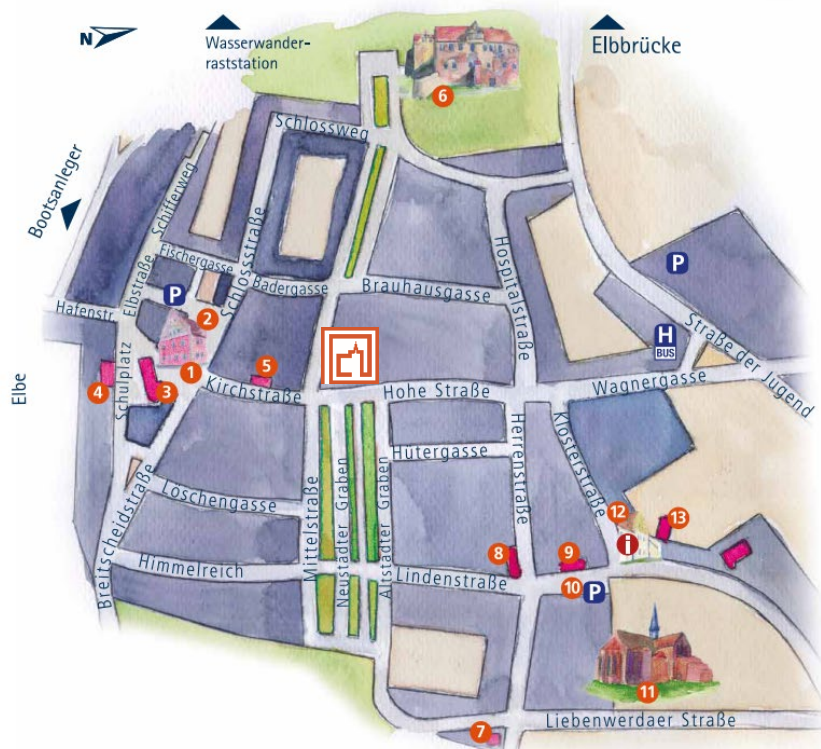 N
Wasserwander-
raststation
Elbbrücke
6
Schlossweg
Bootsanleger
Schifferweg
Fischergasse
Schlossstraße
Badergasse
Brauhausgasse
Hospitalstraße
P
Elbstraße
P
Hafenstr.
2
H
BUS
Straße der Jugend
Elbe
Schulplatz
1
5
4
3
Kirchstraße
Hohe Straße
Wagnergasse
Hütergasse
Herrenstraße
Klosterstraße
Breitscheidstraße
Löschengasse
Mittelstraße
Neustädter Graben
Altstädter Graben
12
13
i
8
9
Himmelreich
Lindenstraße
10
P
11
7
Liebenwerdaer Straße